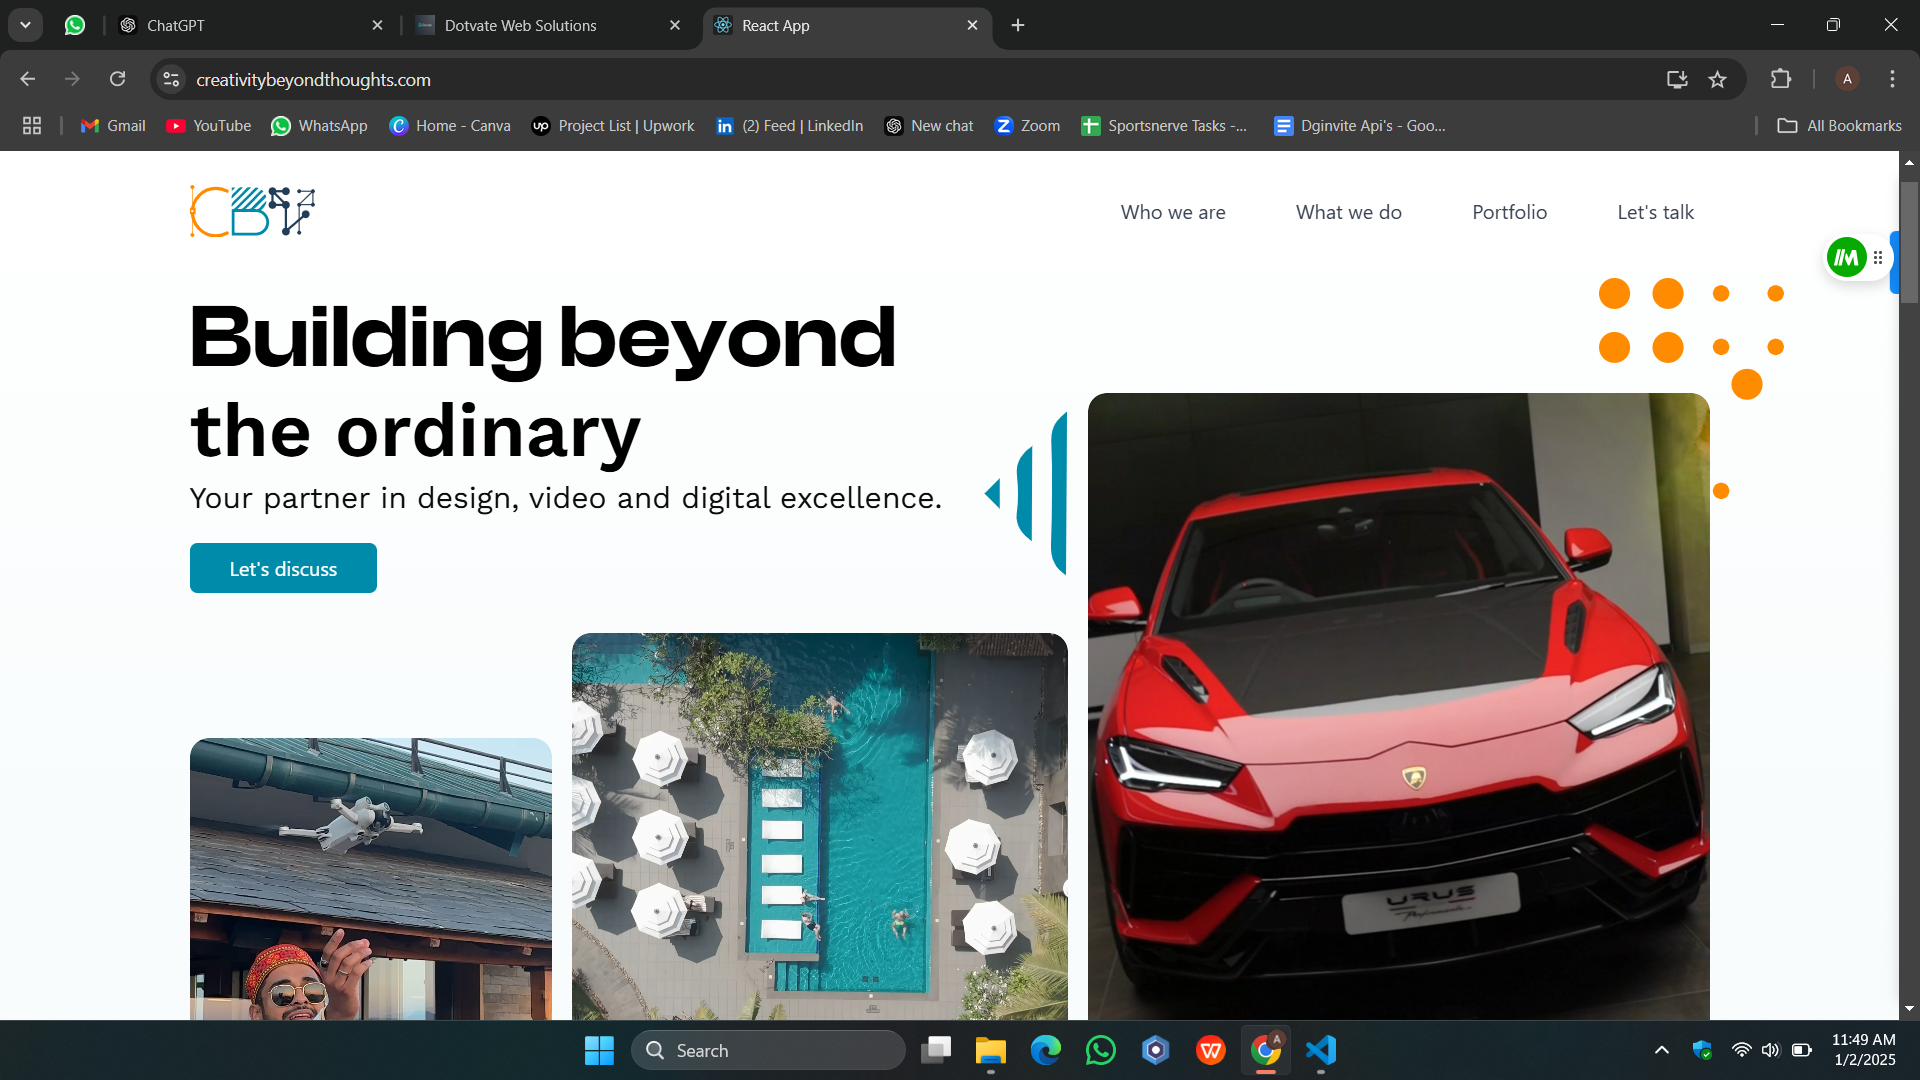 ChatGPT
Dotvate Web Solutions
React App
creativitybeyondthoughts.com
A
Gmail
YouTube
WhatsApp
Home - Canva
up Project List | Upwork
in (2) Feed | LinkedIn
New chat
Zoom
Sportsnerve Tasks -...
Dginvite Api's - Goo...
All Bookmarks
CBT
Who we are
What we do
Portfolio
Let's talk
Building beyond
the ordinary
Your partner in design, video and digital excellence.
Let's discuss
URUS
Performante
Search
A
11:49 AM
1/2/2025